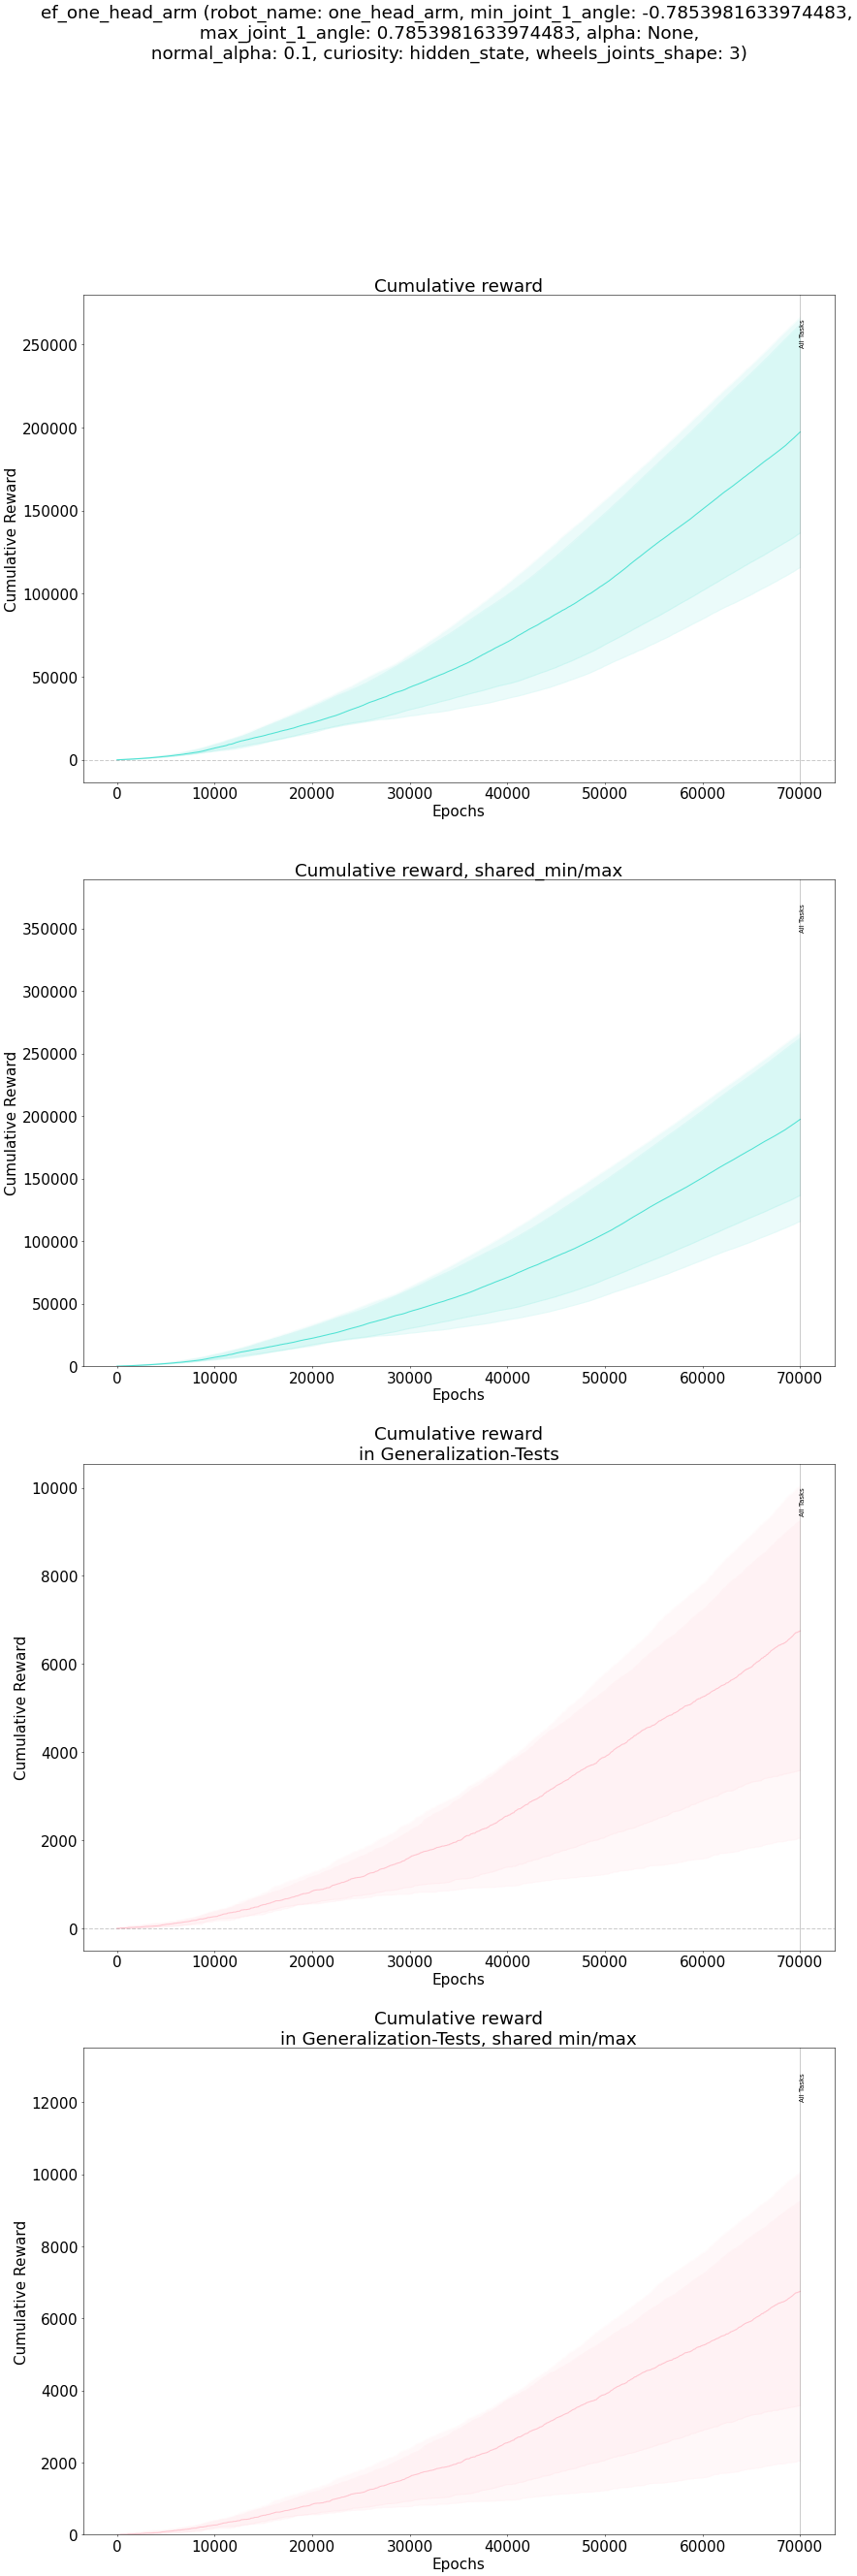 ef_one_head_arm (robot_name: one_head_arm, min_joint_1_angle: -0.7853981633974483,
max_joint_1_angle: 0.7853981633974483, alpha: None,
normal_alpha: 0.1, curiosity: hidden_state, wheels_joints_shape: 3)
Cumulative reward
250000
200000
150000
100000
50000
0
Cumulative Reward
All Tasks
0 10000 20000 30000 40000 50000 60000 70000
Epochs
Cumulative reward, shared_min/max
350000
300000
250000
200000
150000
100000
50000
0
Cumulative Reward
All Tasks
0 10000 20000 30000 40000 50000 60000 70000
Epochs
Cumulative reward
in Generalization-Tests
10000
8000
6000
4000
2000
0
Cumulative Reward
All Tasks
0 10000 20000 30000 40000 50000 60000 70000
Epochs
Cumulative reward
in Generalization-Tests, shared min/max
12000
10000
8000
6000
4000
2000
0
Cumulative Reward
All Tasks
0 10000 20000 30000 40000 50000 60000 70000
Epochs